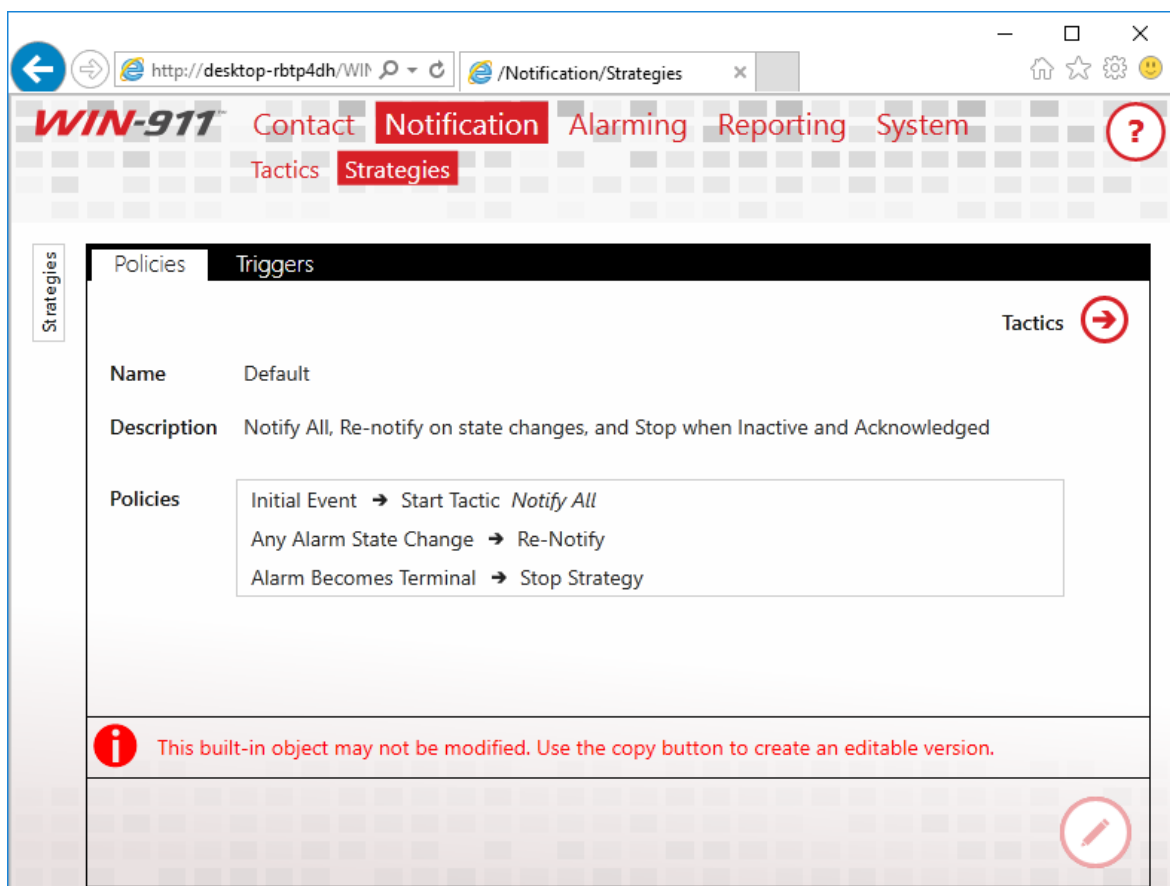 http://desktop-rbtp4dh/WIN
/Notification/Strategies
WIN-911™ Contact Notification Alarming Reporting System
?
Tactics Strategies
Strategies
Policies Triggers
Tactics
Name Default
Description Notify All, Re-notify on state changes, and Stop when Inactive and Acknowledged
Policies Initial Event ➔ Start Tactic Notify All
Any Alarm State Change ➔ Re-Notify
Alarm Becomes Terminal ➔ Stop Strategy
This built-in object may not be modified. Use the copy button to create an editable version.